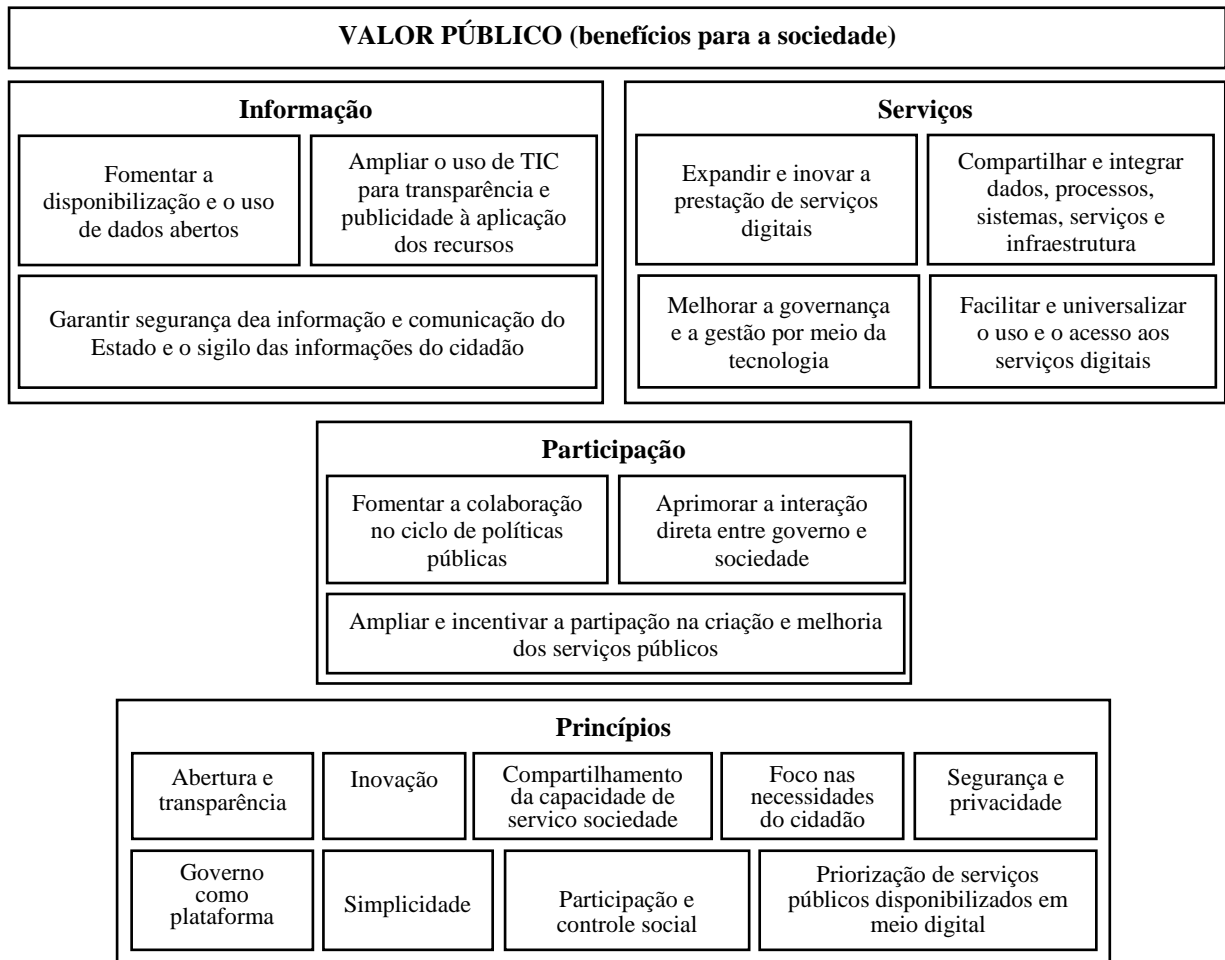 VALOR PÚBLICO (benefícios para a sociedade)
Informação
Fomentar a
disponibilização e o uso
de dados abertos
Ampliar o uso de TIC
para transparência e
publicidade à aplicação
dos recursos
Garantir segurança dea informação e comunicação do
Estado e o sigilo das informações do cidadão
Serviços
Expandir e inovar a
prestação de serviços
digitais
Compartilhar e integrar
dados, processos,
sistemas, serviços e
infraestrutura
Melhorar a governança
e a gestão por meio da
tecnologia
Facilitar e universalizar
o uso e o acesso aos
serviços digitais
Participação
Fomentar a colaboração
no ciclo de políticas
públicas
Aprimorar a interação
direta entre governo e
sociedade
Ampliar e incentivar a partipação na criação e melhoria
dos serviços públicos
Princípios
Abertura e
transparência
Inovação
Compartilhamento
da capacidade de
servico sociedade
Foco nas
necessidades
do cidadão
Segurança e
privacidade
Governo
como
plataforma
Simplicidade
Participação e
controle social
Priorização de serviços
públicos disponibilizados em
meio digital